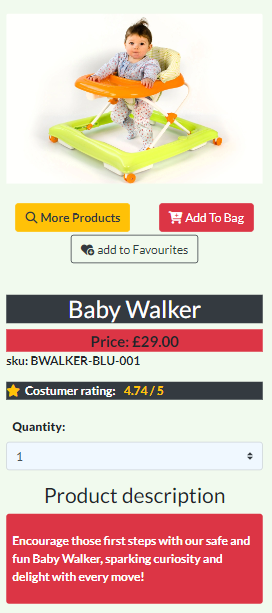 More Products
Add To Bag
add to Favourites
Baby Walker
Price: £29.00
sku: BWALKER-BLU-001
Costumer rating: 4.74 / 5
Quantity:
1
Product description
Encourage those first steps with our safe and
fun Baby Walker, sparking curiosity and
delight with every move!